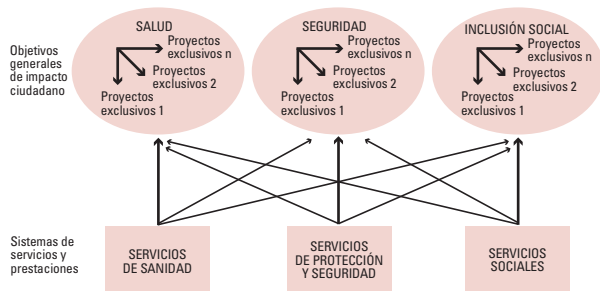 Objetivos
generales
de impacto
ciudadano
SALUD
Proyectos
exclusivos n
Proyectos
exclusivos 2
Proyectos
exclusivos 1
SEGURIDAD
Proyectos
exclusivos n
Proyectos
exclusivos 2
Proyectos
exclusivos 1
INCLUSIÓN SOCIAL
Proyectos
exclusivos n
Proyectos
exclusivos 2
Proyectos
exclusivos 1
Sistemas de
servicios y
prestaciones
SERVICIOS
DE SANIDAD
SERVICIOS
DE PROTECCIÓN
Y SEGURIDAD
SERVICIOS
SOCIALES